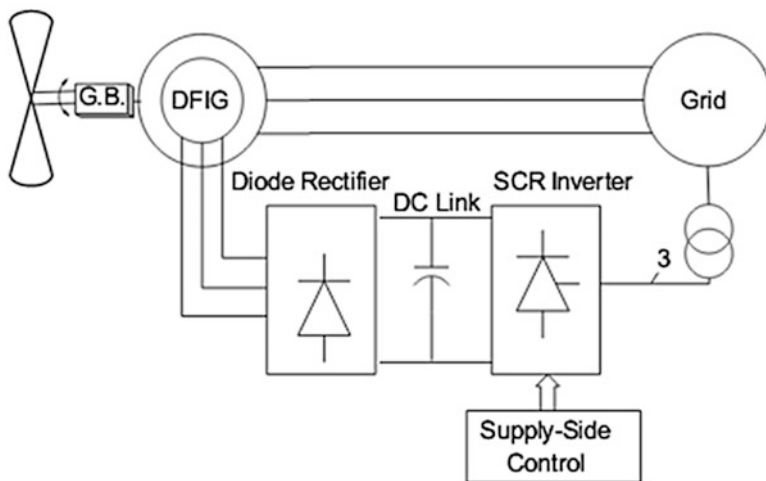 G.B.
DFIG
Grid
Diode Rectifier
SCR Inverter
DC Link
3
Supply-Side
Control